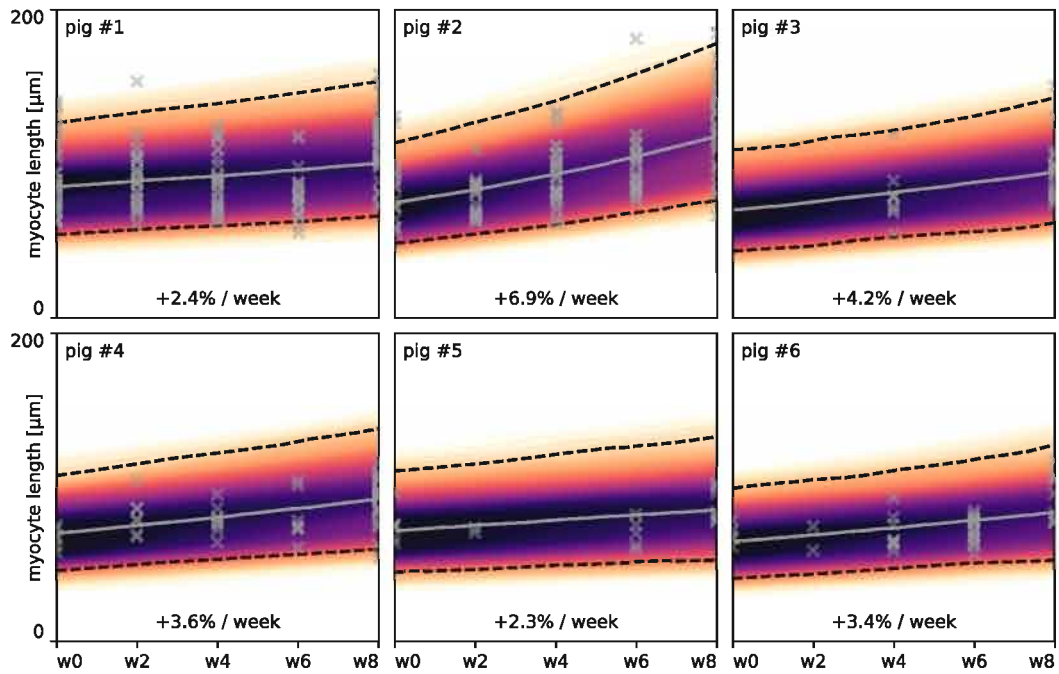 200
pig #1
pig #2
pig #3
myocyte length [µm]
+2.4% / week
+6.9% / week
+4.2% / week
0
200
pig #4
pig #5
pig #6
myocyte length [µm]
+3.6% / week
+2.3% / week
+3.4% / week
0
w0 w2 w4 w6 w8 w0 w2 w4 w6 w8 w0 w2 w4 w6 w8